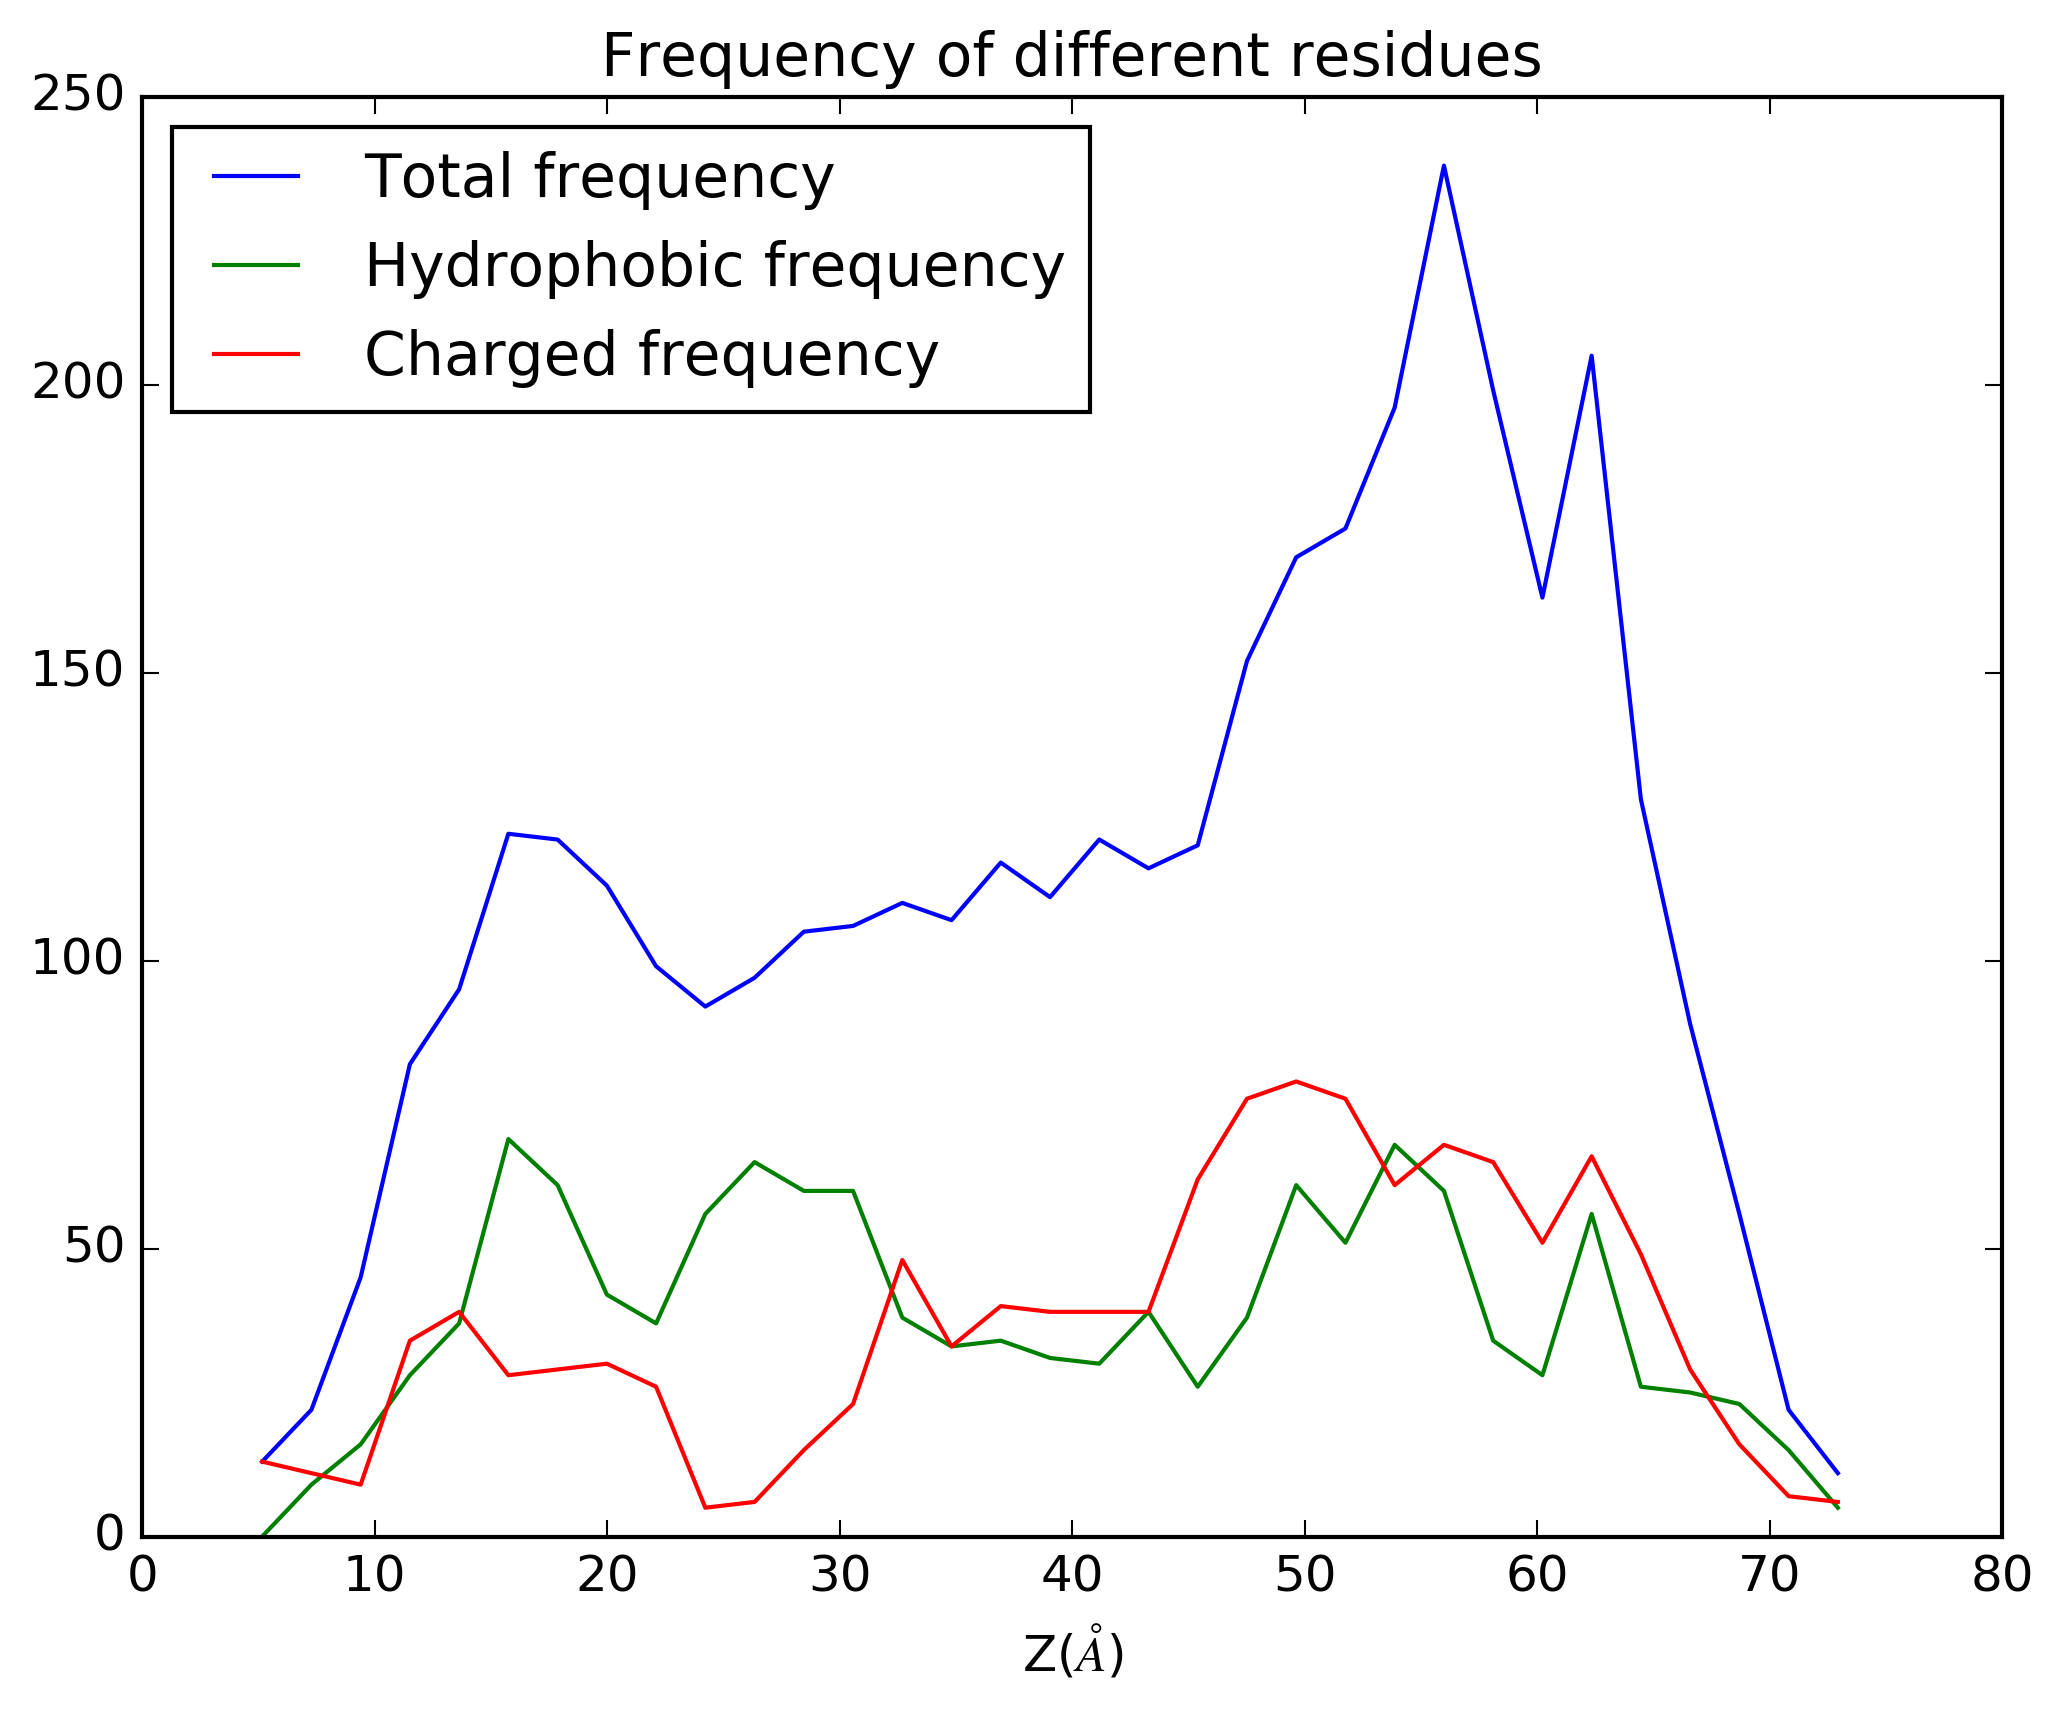 Frequency of different residues
250
200
150
100
50
0
Total frequency
Hydrophobic frequency
Charged frequency
0 10 20 30 40 50 60 70 80
Z(Å)